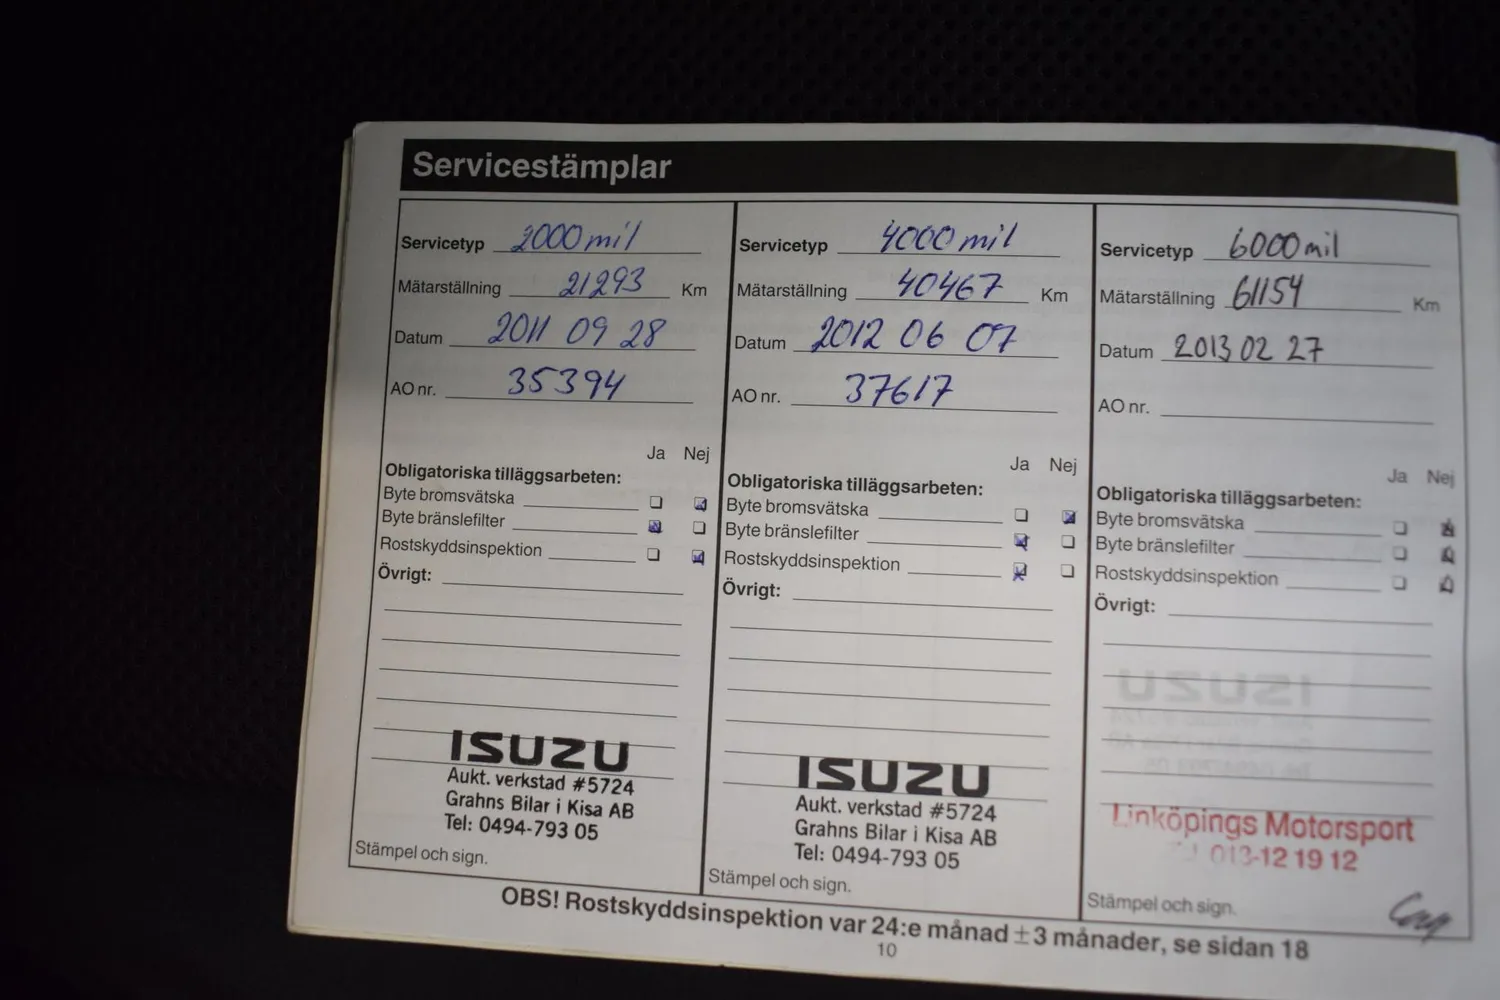 Servicestämplar
Servicetyp 2000 mil
Mätarställning 21293 Km
Datum 2011 09 28
AO nr. 35394
Ja Nej
Obligatoriska tilläggsarbeten:
Byte bromsvätska
Byte bränslefilter
Rostskyddsinspektion
Övrigt:
ISUZU
Aukt. verkstad #5724
Grahns Bilar i Kisa AB
Tel: 0494-793 05
Stämpel och sign.
Servicetyp 4000 mil
Mätarställning 40467 Km
Datum 2012 06 07
AO nr. 37617
Ja Nej
Obligatoriska tilläggsarbeten:
Byte bromsvätska
Byte bränslefilter
Rostskyddsinspektion
Övrigt:
ISUZU
Aukt. verkstad #5724
Grahns Bilar i Kisa AB
Tel: 0494-793 05
Stämpel och sign.
Servicetyp 6000 mil
Mätarställning 61154 Km
Datum 2013 02 27
AO nr.
Ja Nej
Obligatoriska tilläggsarbeten:
Byte bromsvätska
Byte bränslefilter
Rostskyddsinspektion
Övrigt:
Linköpings Motorsport
013-12 19 12
Stämpel och sign.
OBS! Rostskyddsinspektion var 24:e månad ±3 månader, se sidan 18
10